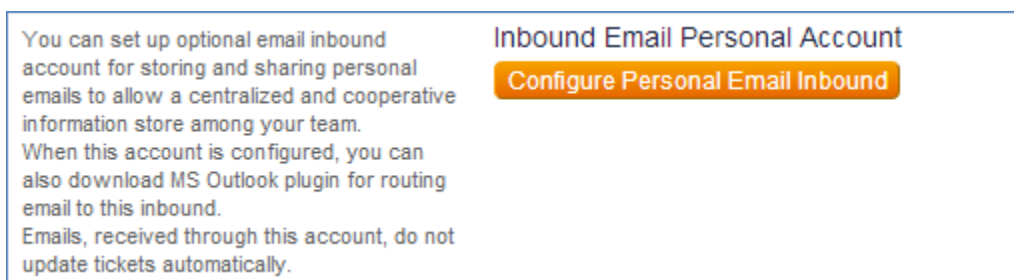 You can set up optional email inbound
account for storing and sharing personal
emails to allow a centralized and cooperative
information store among your team.
When this account is configured, you can
also download MS Outlook plugin for routing
email to this inbound.
Emails, received through this account, do not
update tickets automatically.
Inbound Email Personal Account
Configure Personal Email Inbound